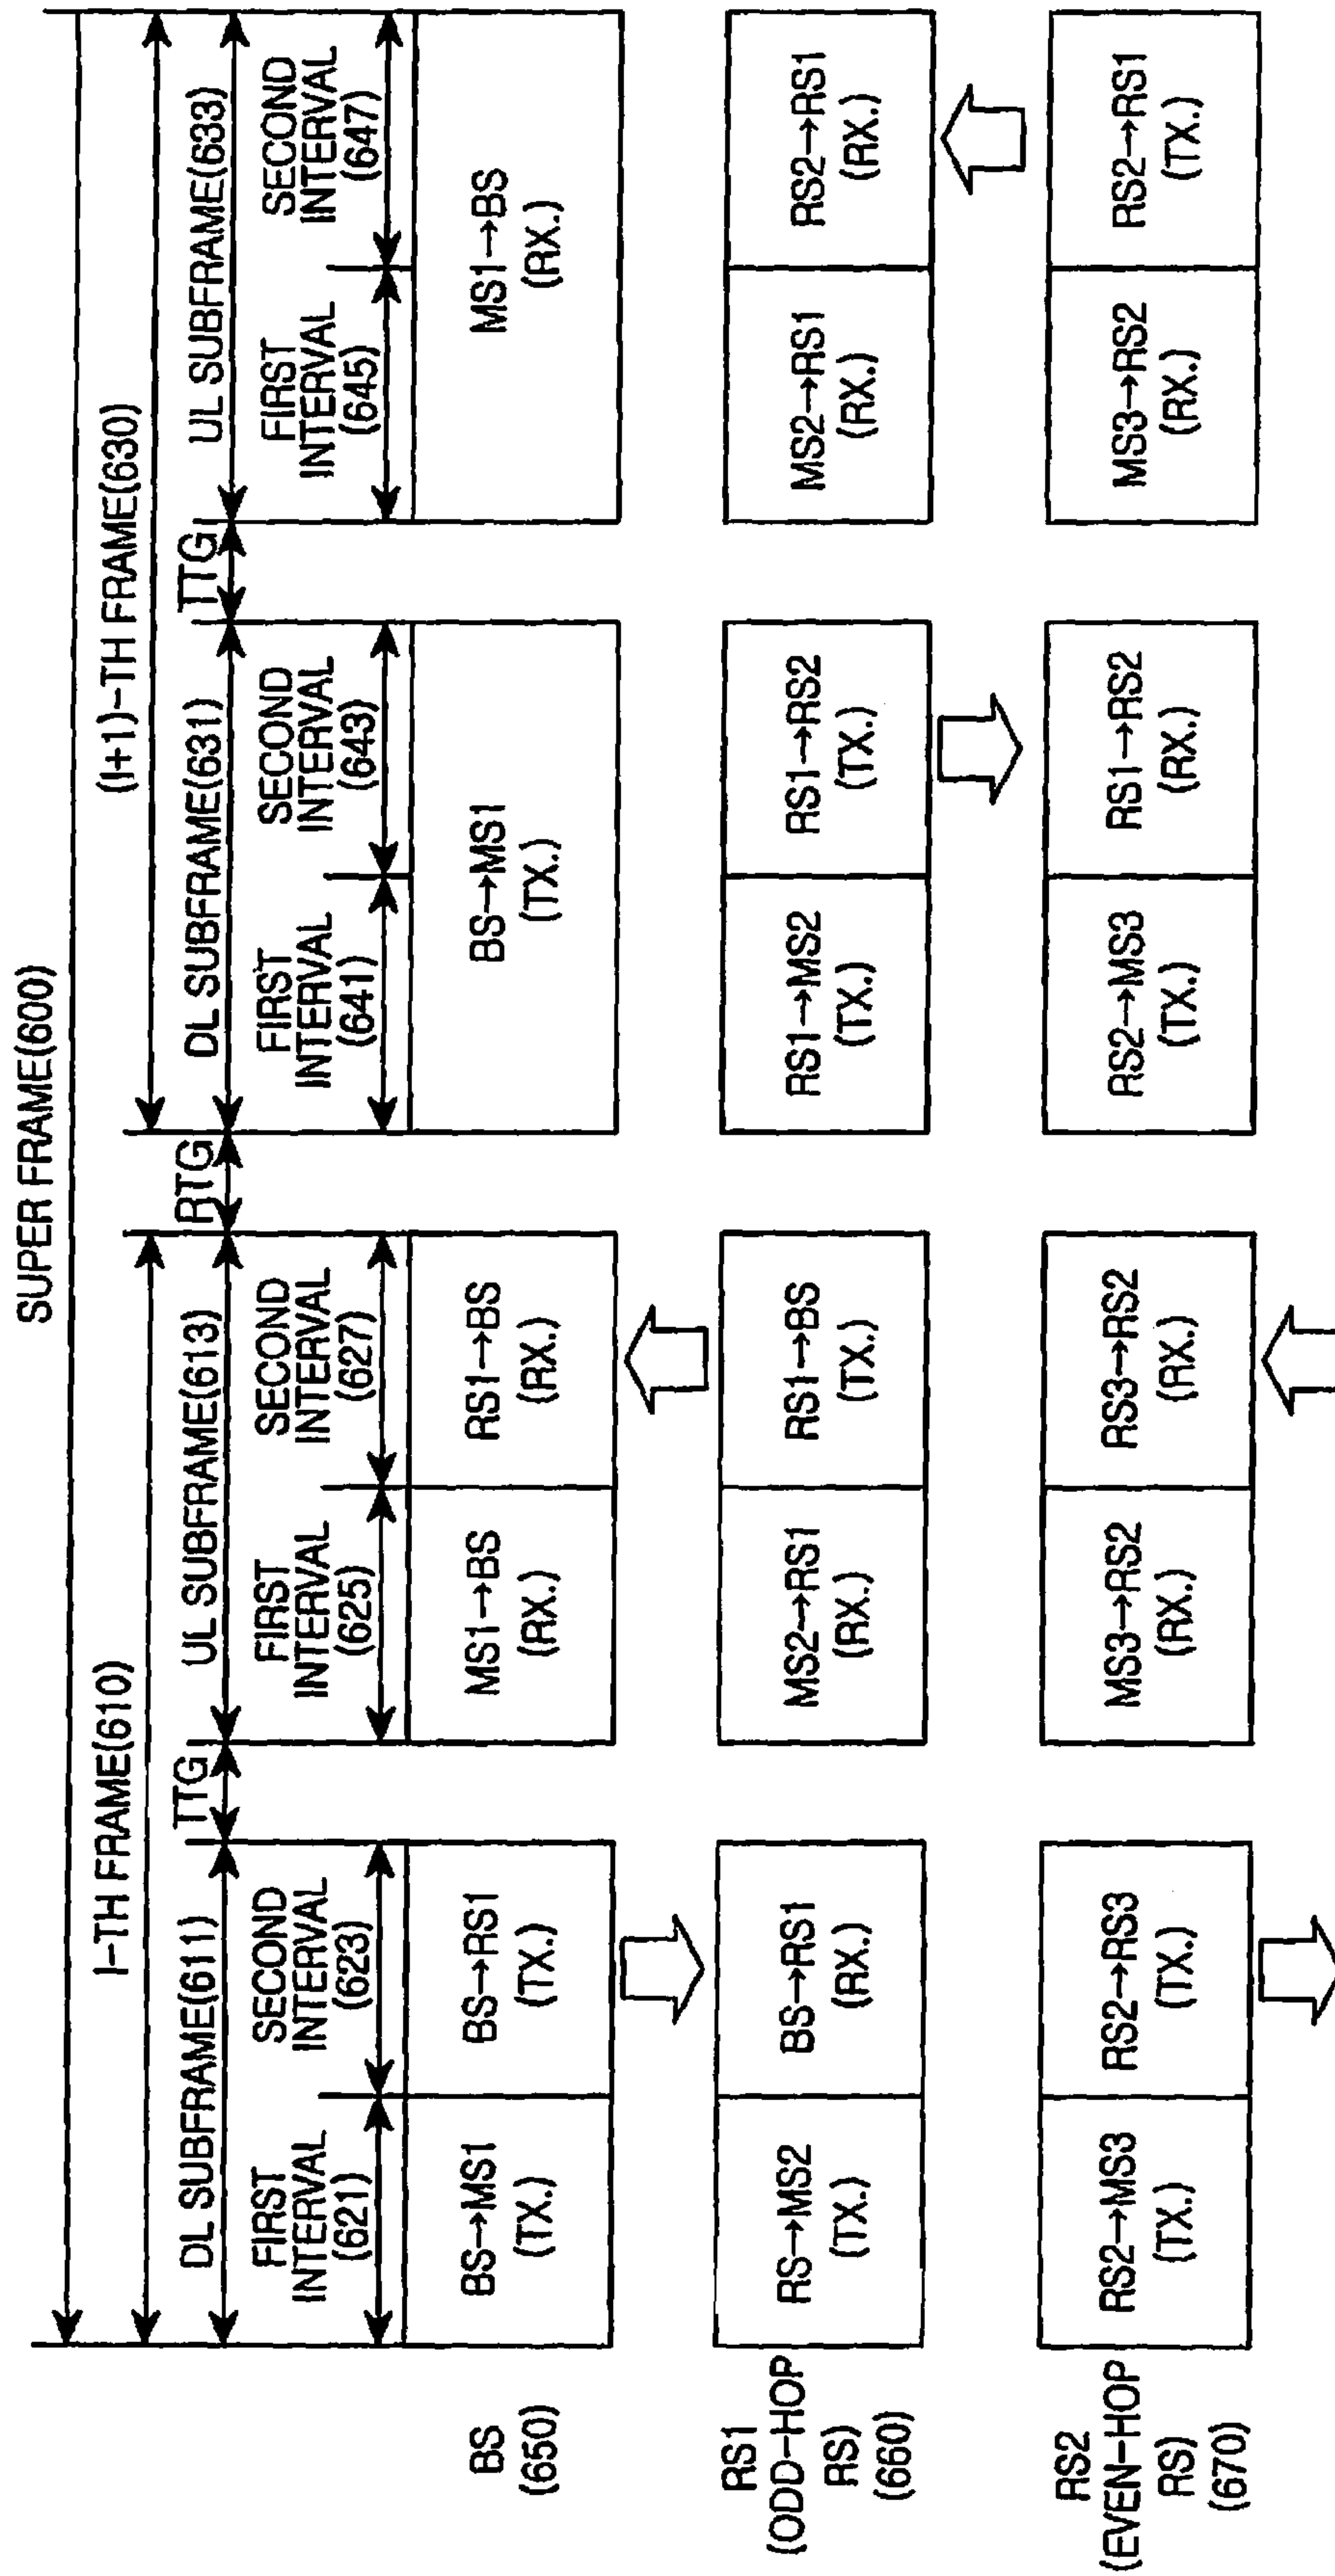 SUPER FRAME(600)
I-TH FRAME(610)
(I+1)-TH FRAME(630)
DL SUBFRAME(611)
TTG
UL SUBFRAME(613)
RTG
DL SUBFRAME(631)
TTG
UL SUBFRAME(633)
FIRST
INTERVAL
(621)
SECOND
INTERVAL
(623)
FIRST
INTERVAL
(625)
SECOND
INTERVAL
(627)
FIRST
INTERVAL
(641)
SECOND
INTERVAL
(643)
FIRST
INTERVAL
(645)
SECOND
INTERVAL
(647)
BS
(650)
BS→MS1
(TX.)
BS→RS1
(TX.)
MS1→BS
(RX.)
RS1→BS
(RX.)
BS→MS1
(TX.)
MS1→BS
(RX.)
RS1
(ODD-HOP
RS)
(660)
RS→MS2
(TX.)
BS→RS1
(RX.)
MS2→RS1
(RX.)
RS1→BS
(TX.)
RS1→MS2
(TX.)
RS1→RS2
(TX.)
MS2→RS1
(RX.)
RS2→RS1
(RX.)
RS2
(EVEN-HOP
RS)
(670)
RS2→MS3
(TX.)
RS2→RS3
(TX.)
MS3→RS2
(RX.)
RS3→RS2
(RX.)
RS2→MS3
(TX.)
RS1→RS2
(RX.)
MS3→RS2
(RX.)
RS2→RS1
(TX.)